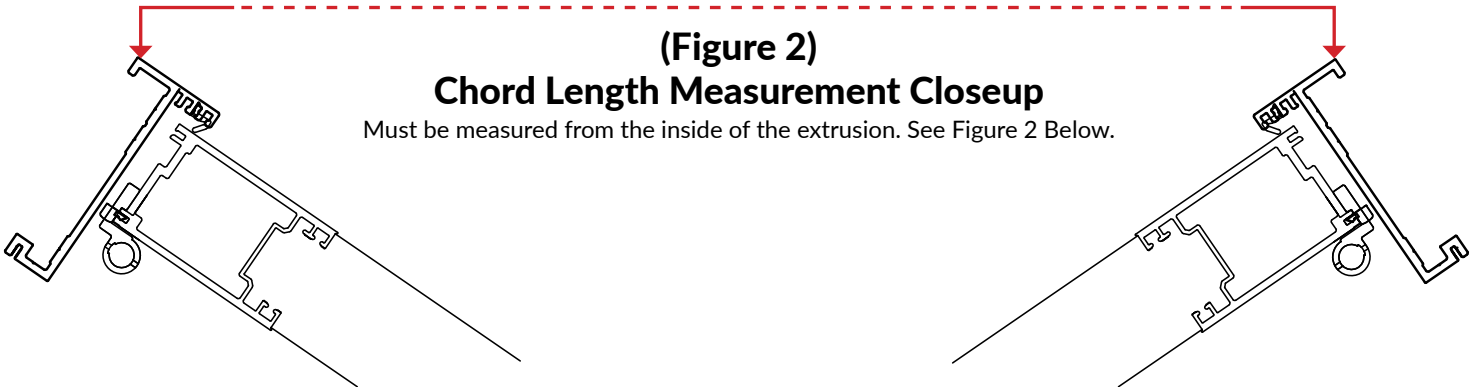 (Figure 2)
Chord Length Measurement Closeup
Must be measured from the inside of the extrusion. See Figure 2 Below.